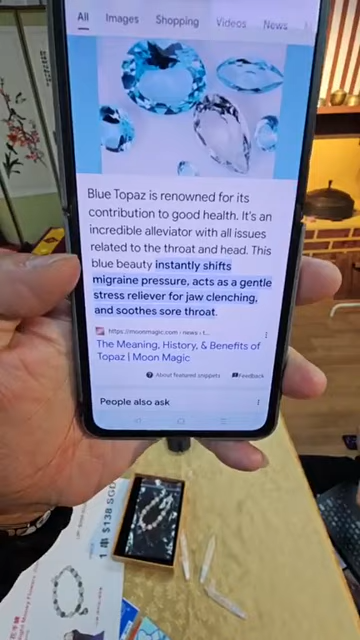 All Images Shopping Videos News
Blue Topaz is renowned for its
contribution to good health. It's an
incredible alleviator with all issues
related to the throat and head. This
blue beauty instantly shifts
migraine pressure, acts as a gentle
stress reliever for jaw clenching,
and soothes sore throat.
https://moonmagic.com › news › t...
The Meaning, History, & Benefits of
Topaz | Moon Magic
About featured snippets Feedback
People also ask
1 串 $138 SGD